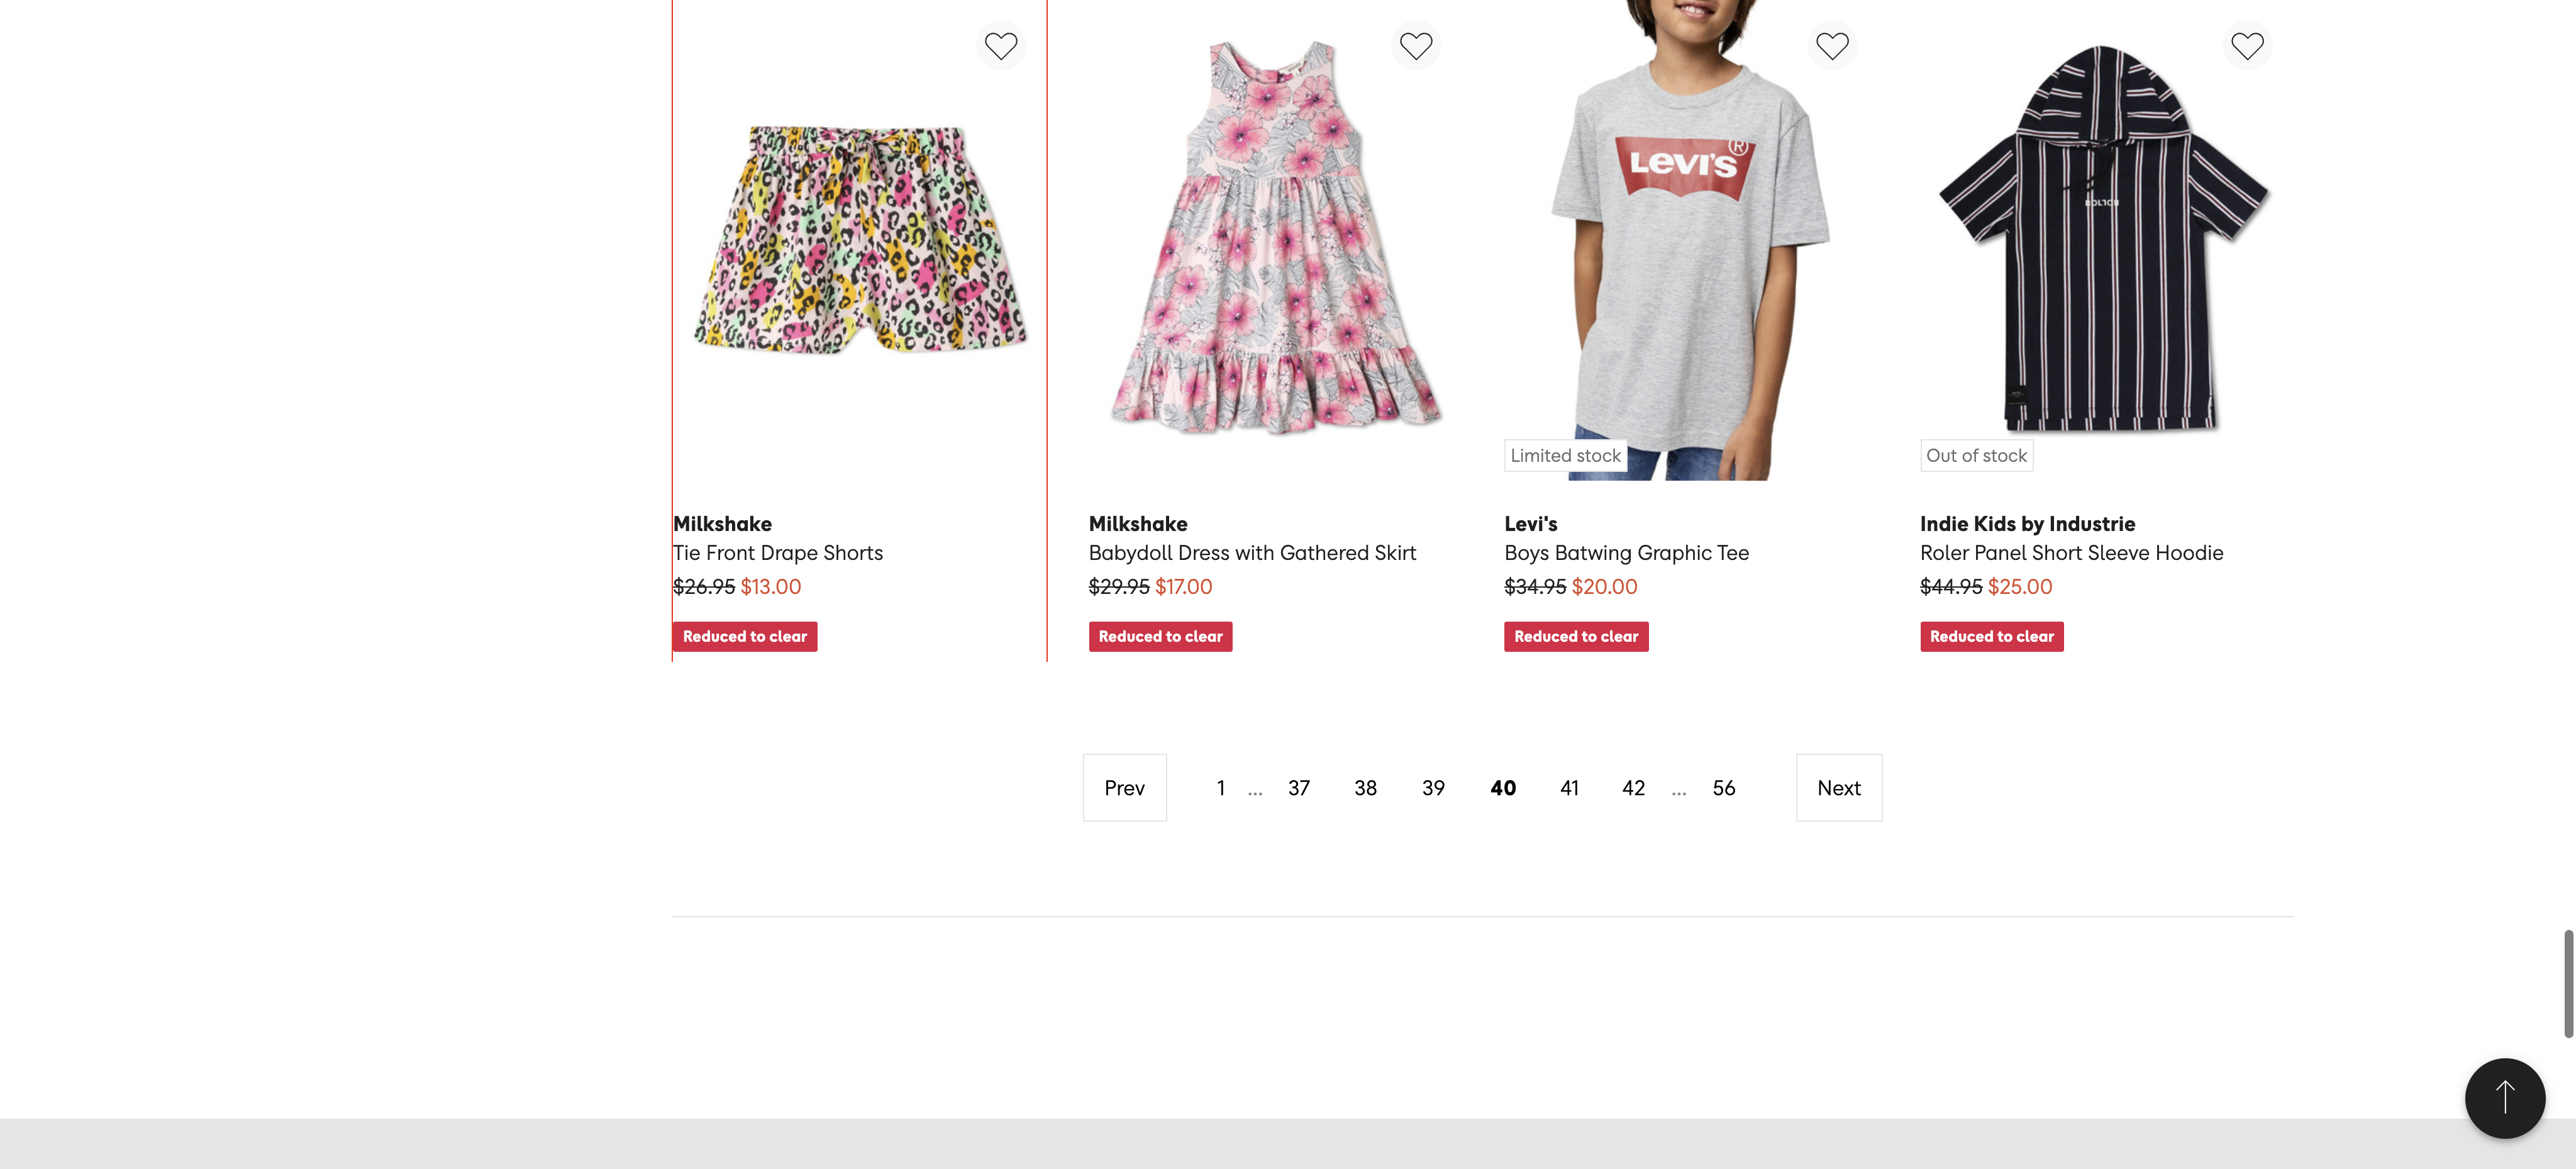 LEVI'S®
Limited stock
Out of stock
Milkshake
Tie Front Drape Shorts
$26.95 $13.00
Reduced to clear
Milkshake
Babydoll Dress with Gathered Skirt
$29.95 $17.00
Reduced to clear
Levi's
Boys Batwing Graphic Tee
$34.95 $20.00
Reduced to clear
Indie Kids by Industrie
Roler Panel Short Sleeve Hoodie
$44.95 $25.00
Reduced to clear
Prev 1 ... 37 38 39 40 41 42 ... 56 Next